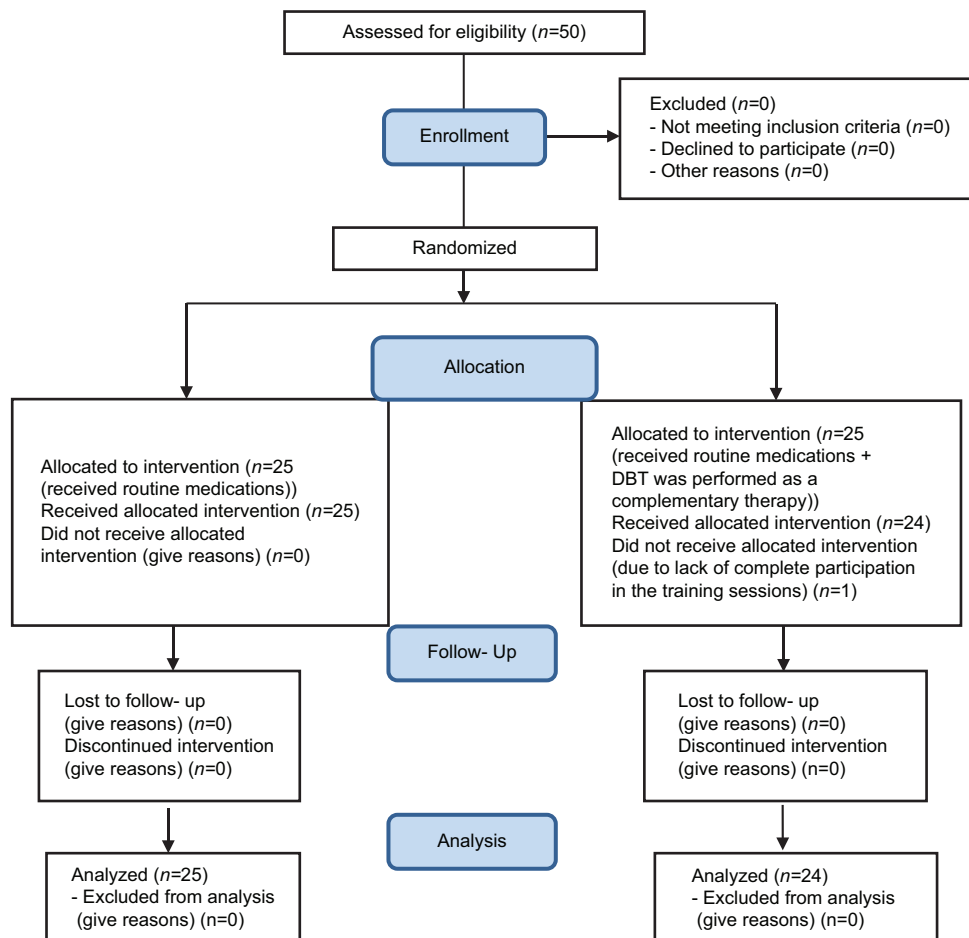 Assessed for eligibility (n=50)
Excluded (n=0)
- Not meeting inclusion criteria (n=0)
- Declined to participate (n=0)
- Other reasons (n=0)
Enrollment
Randomized
Allocation
Allocated to intervention (n=25
(received routine medications))
Received allocated intervention (n=25)
Did not receive allocated
intervention (give reasons) (n=0)
Allocated to intervention (n=25
(received routine medications +
DBT was performed as a
complementary therapy))
Received allocated intervention (n=24)
Did not receive allocated intervention
(due to lack of complete participation
in the training sessions) (n=1)
Follow- Up
Lost to follow- up
(give reasons) (n=0)
Discontinued intervention
(give reasons) (n=0)
Lost to follow- up
(give reasons) (n=0)
Discontinued intervention
(give reasons) (n=0)
Analysis
Analyzed (n=25)
- Excluded from analysis
(give reasons) (n=0)
Analyzed (n=24)
- Excluded from analysis
(give reasons) (n=0)